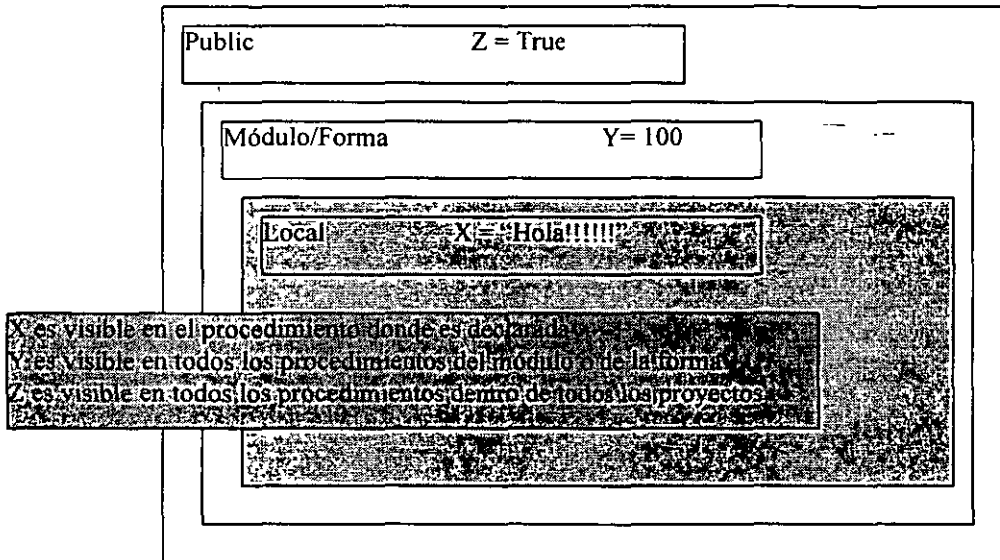 Public Z = True
Módulo/Forma Y= 100
Local X = "Hola!!!!!!"
X es visible en el procedimiento donde es declarada
Y es visible en todos los procedimientos del módulo o de la forma
Z es visible en todos los procedimientos dentro de todos los proyectos